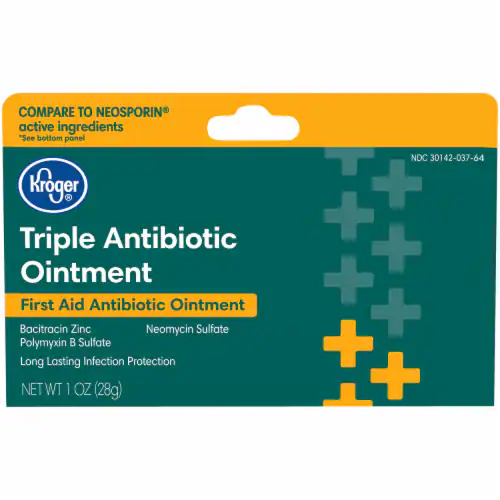 COMPARE TO NEOSPORIN®
active ingredients
*See bottom panel
NDC 30142-037-64
Kroger®
Triple Antibiotic
Ointment
First Aid Antibiotic Ointment
Bacitracin Zinc Neomycin Sulfate
Polymyxin B Sulfate
Long Lasting Infection Protection
NET WT 1 OZ (28g)